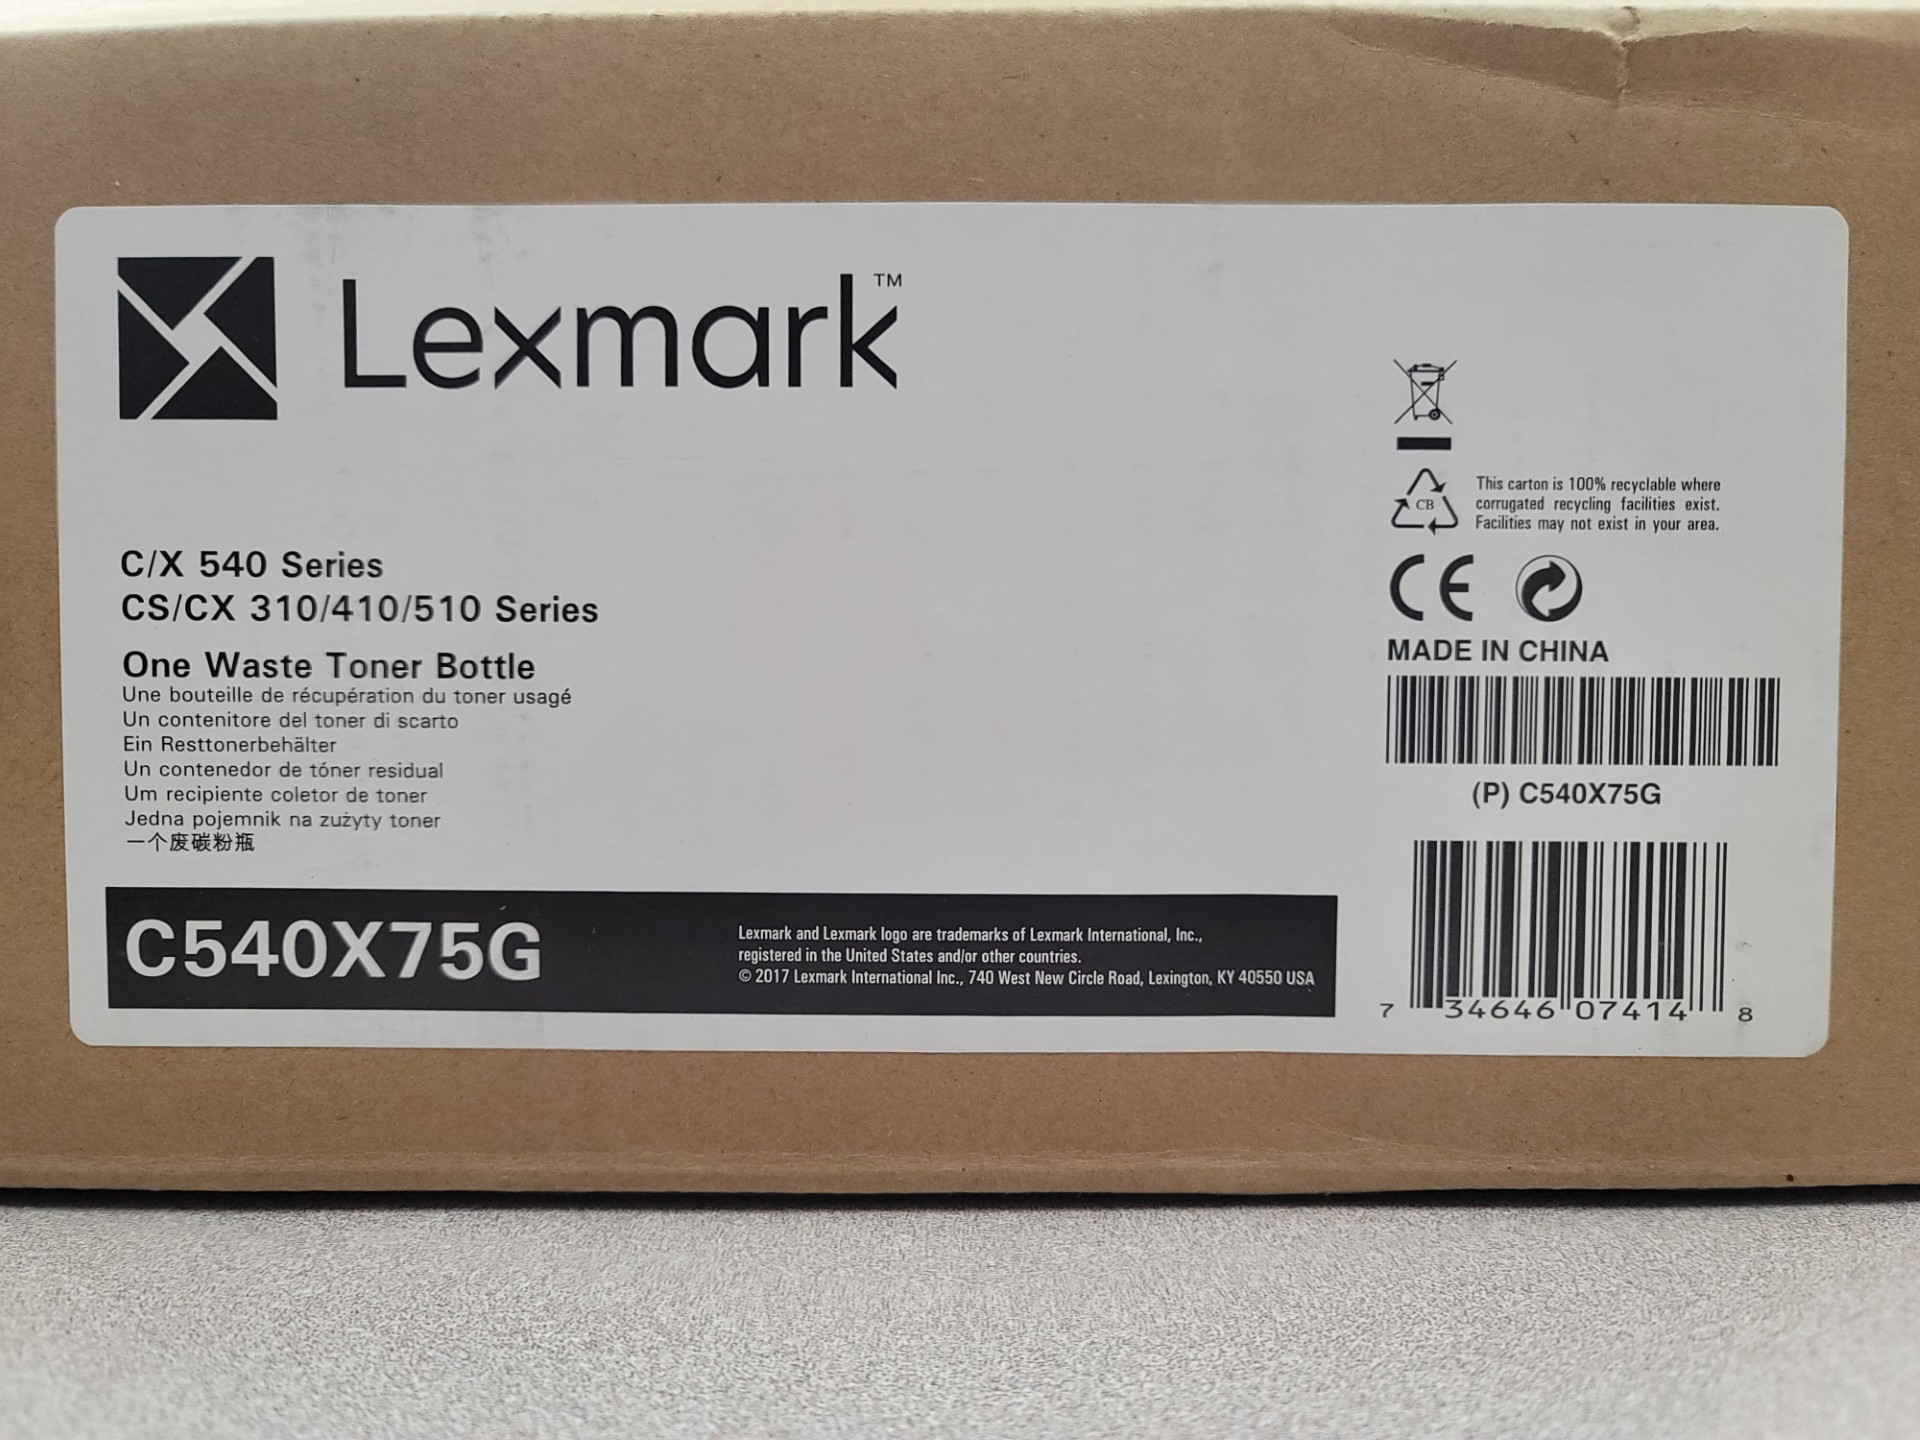 Lexmark™
C/X 540 Series
CS/CX 310/410/510 Series
One Waste Toner Bottle
Une bouteille de récupération du toner usagé
Un contenitore del toner di scarto
Ein Resttonerbehälter
Un contenedor de tóner residual
Um recipiente coletor de toner
Jedna pojemnik na zużyty toner
一个废碳粉瓶
C540X75G
Lexmark and Lexmark logo are trademarks of Lexmark International, Inc.,
registered in the United States and/or other countries.
© 2017 Lexmark International Inc., 740 West New Circle Road, Lexington, KY 40550 USA
CB
This carton is 100% recyclable where
corrugated recycling facilities exist.
Facilities may not exist in your area.
CE
MADE IN CHINA
(P) C540X75G
7 34646 07414 8